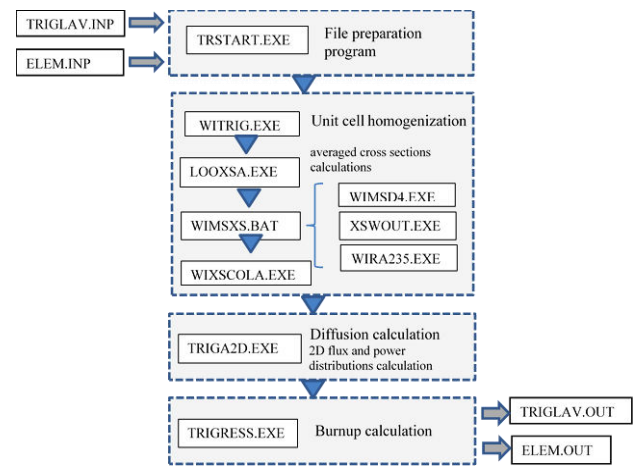 TRIGLAV.INP
ELEM.INP
TRSTART.EXE
File preparation
program
WITRIG.EXE
Unit cell homogenization
averaged cross sections
calculations
LOOXSA.EXE
WIMSXS.BAT
WIXSCOLA.EXE
WIMSD4.EXE
XSWOUT.EXE
WIRA235.EXE
TRIGA2D.EXE
Diffusion calculation
2D flux and power
distributions calculation
TRIGRESS.EXE
Burnup calculation
TRIGLAV.OUT
ELEM.OUT